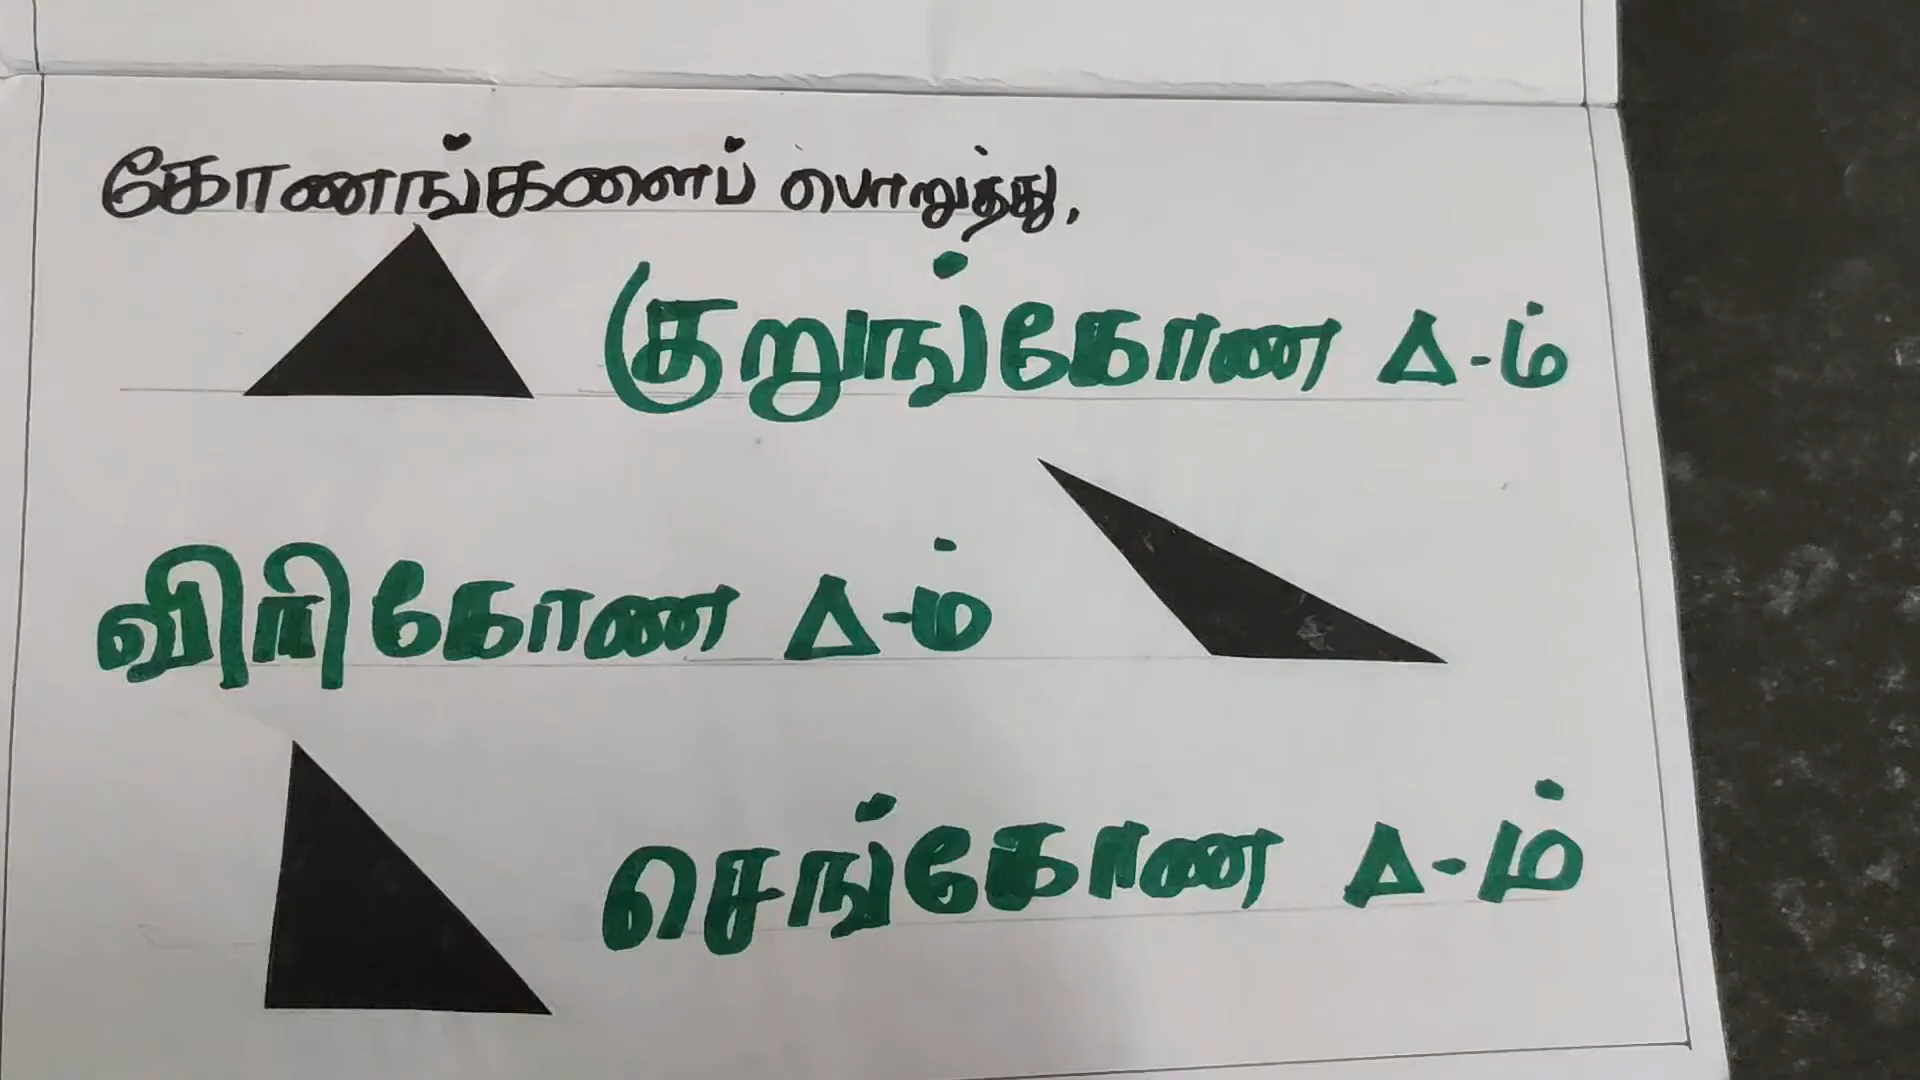 கோணங்களைப் பொறுத்து,
குறுங்கோண Δ-ம்
விரிகோண Δ-ம்
செங்கோண Δ-ம்